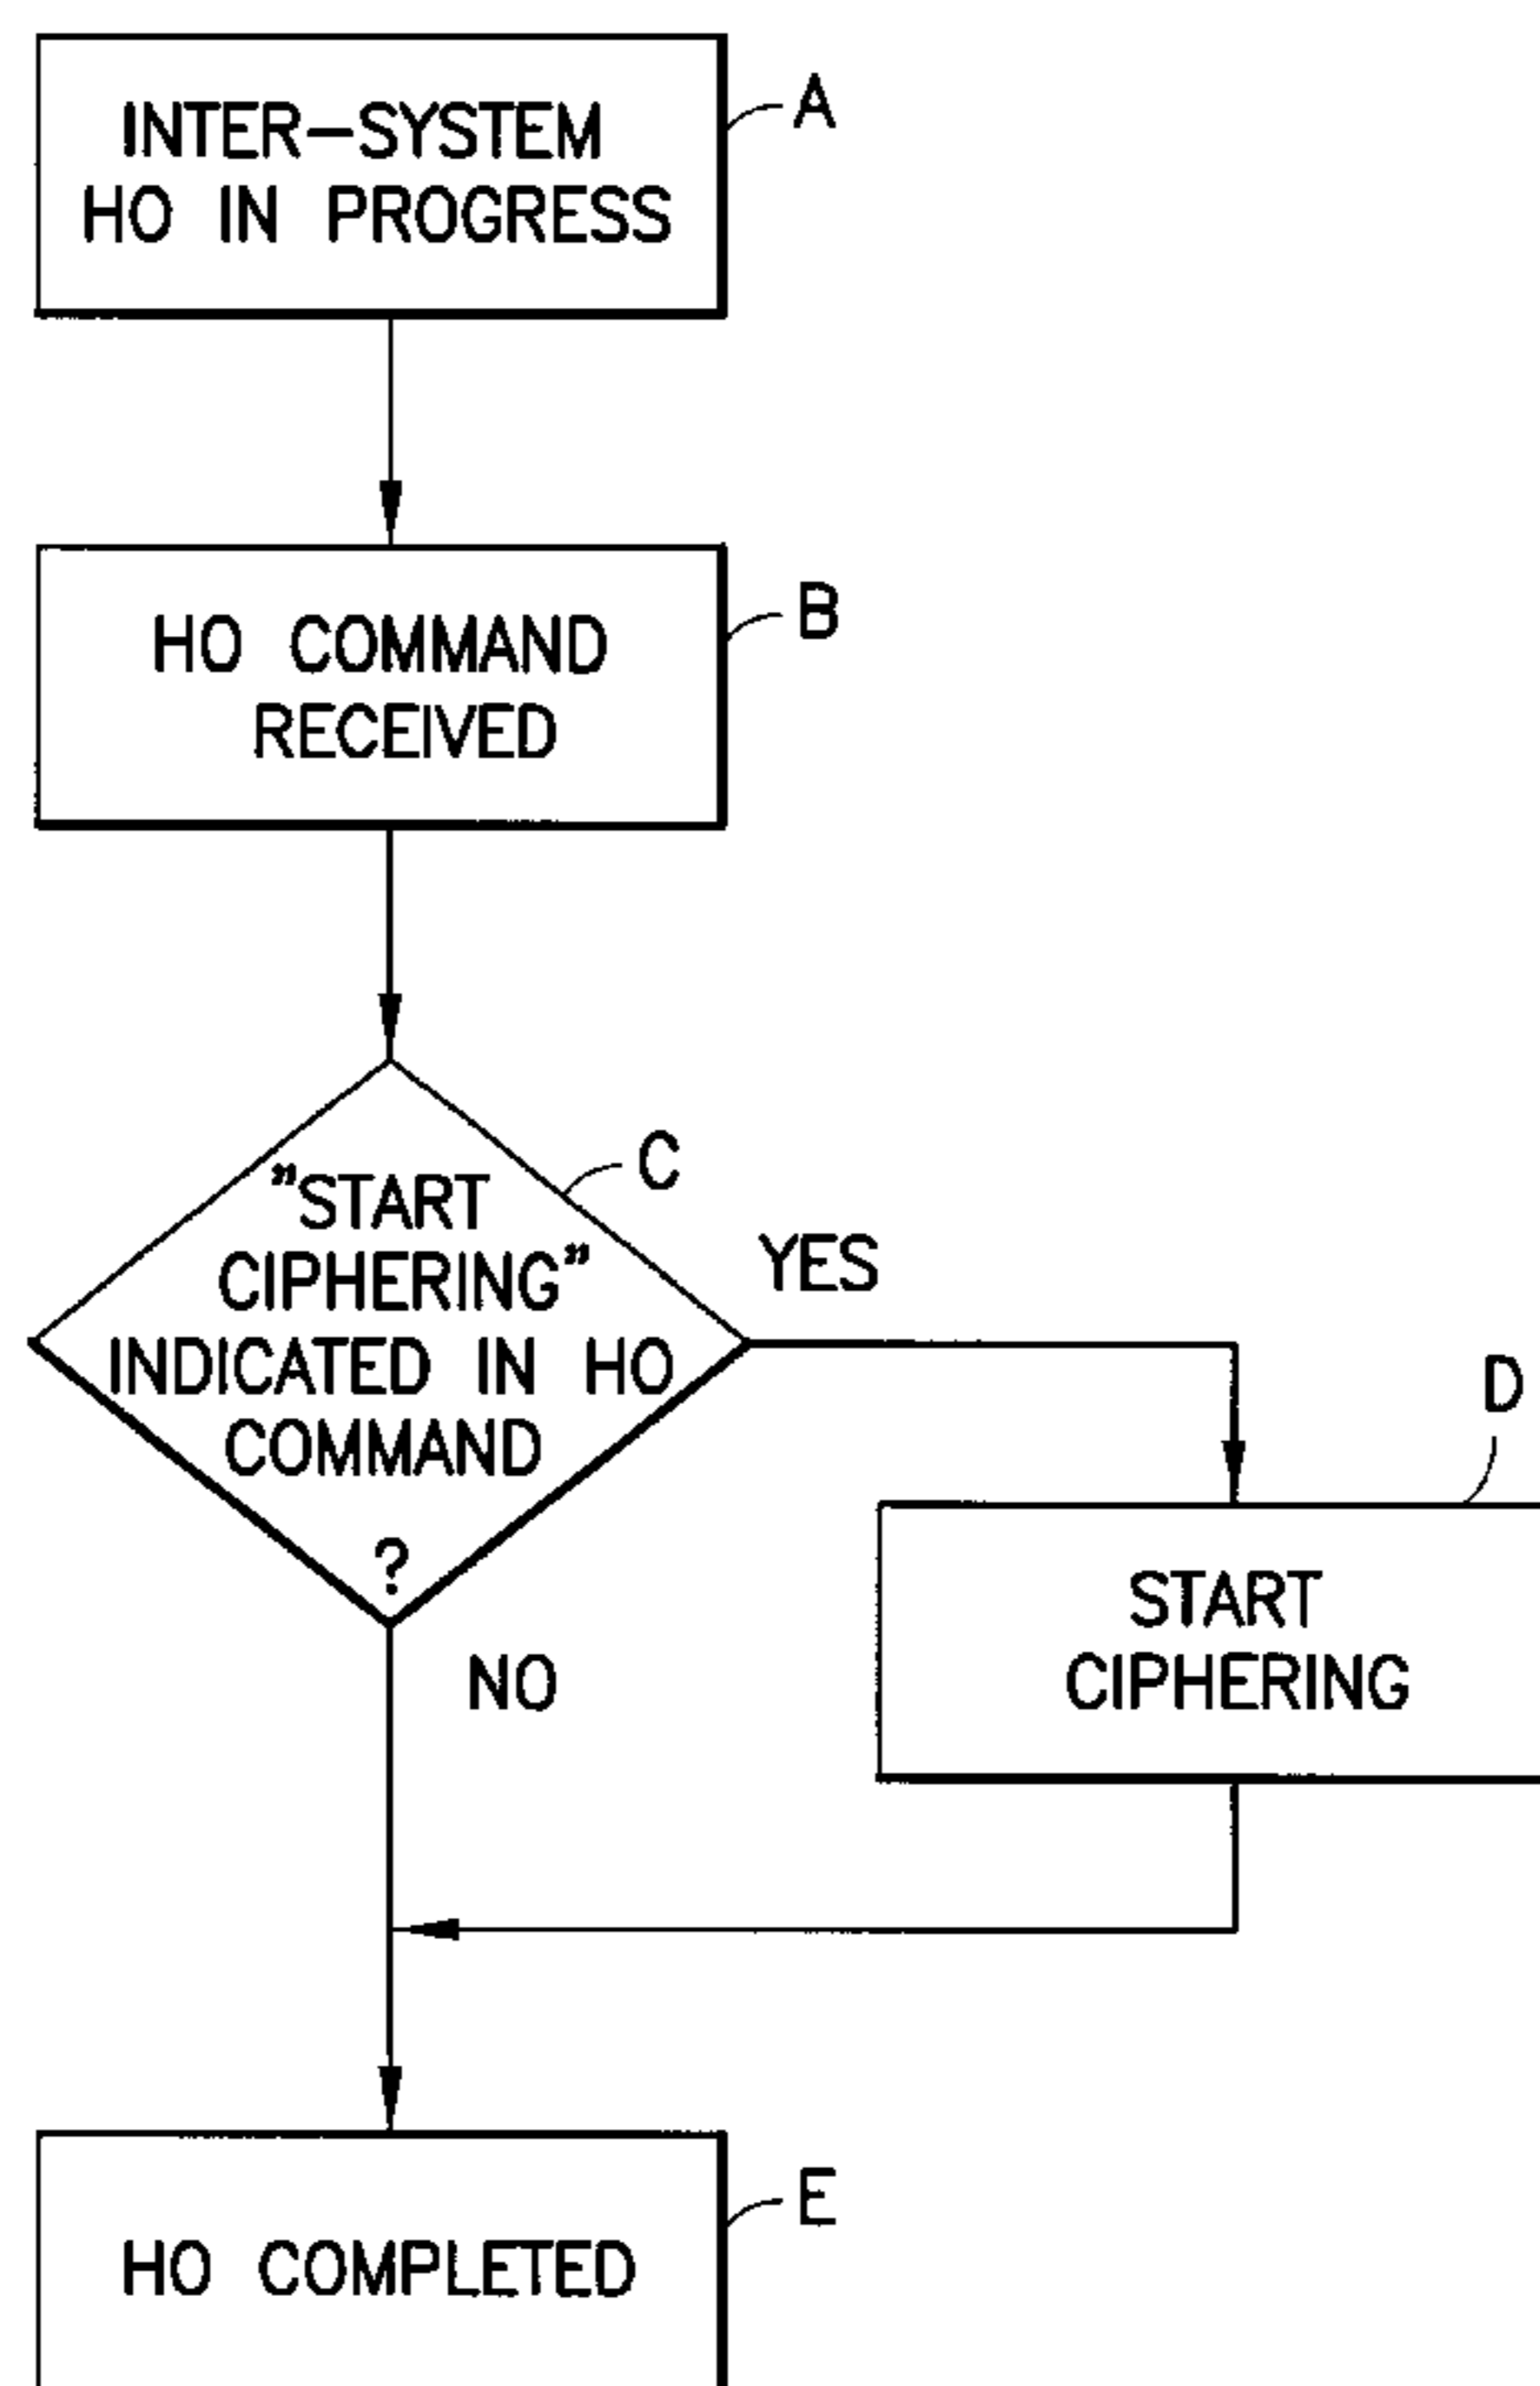 INTER-SYSTEM
HO IN PROGRESS
A
HO COMMAND
RECEIVED
B
"START
CIPHERING"
INDICATED IN HO
COMMAND
?
C
YES
NO
D
START
CIPHERING
HO COMPLETED
E